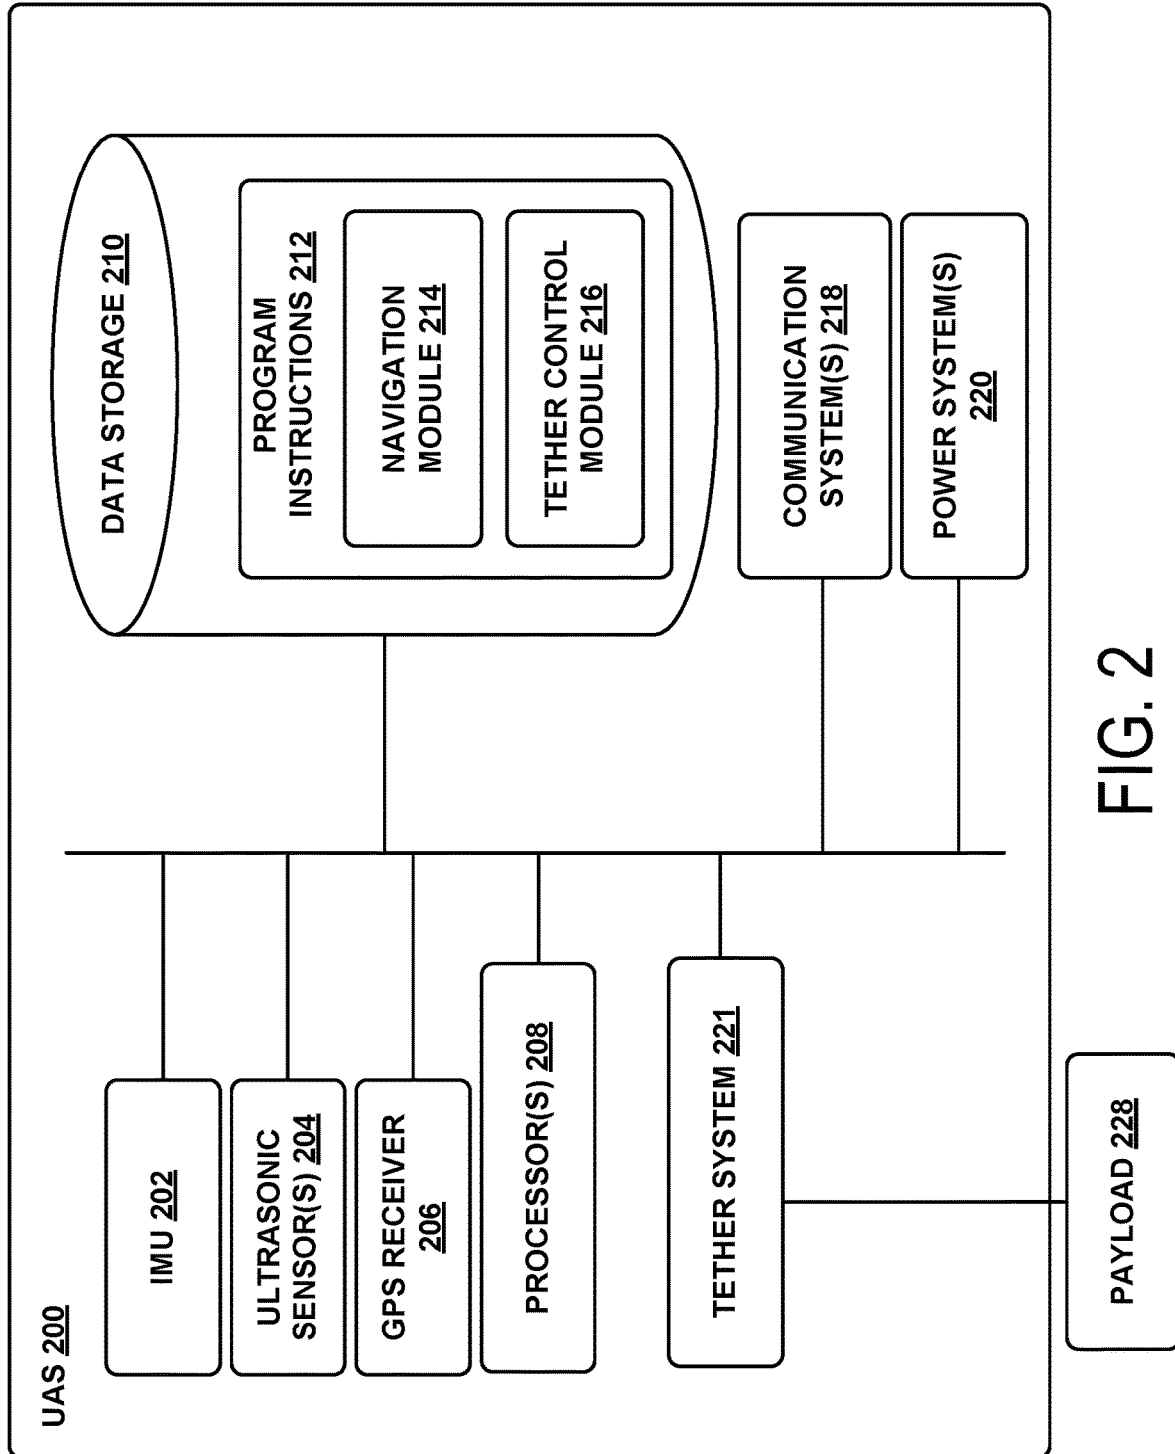 UAS 200
IMU 202
ULTRASONIC
SENSOR(S) 204
GPS RECEIVER
206
PROCESSOR(S) 208
TETHER SYSTEM 221
PAYLOAD 228
DATA STORAGE 210
PROGRAM
INSTRUCTIONS 212
NAVIGATION
MODULE 214
TETHER CONTROL
MODULE 216
COMMUNICATION
SYSTEM(S) 218
POWER SYSTEM(S)
220
FIG. 2